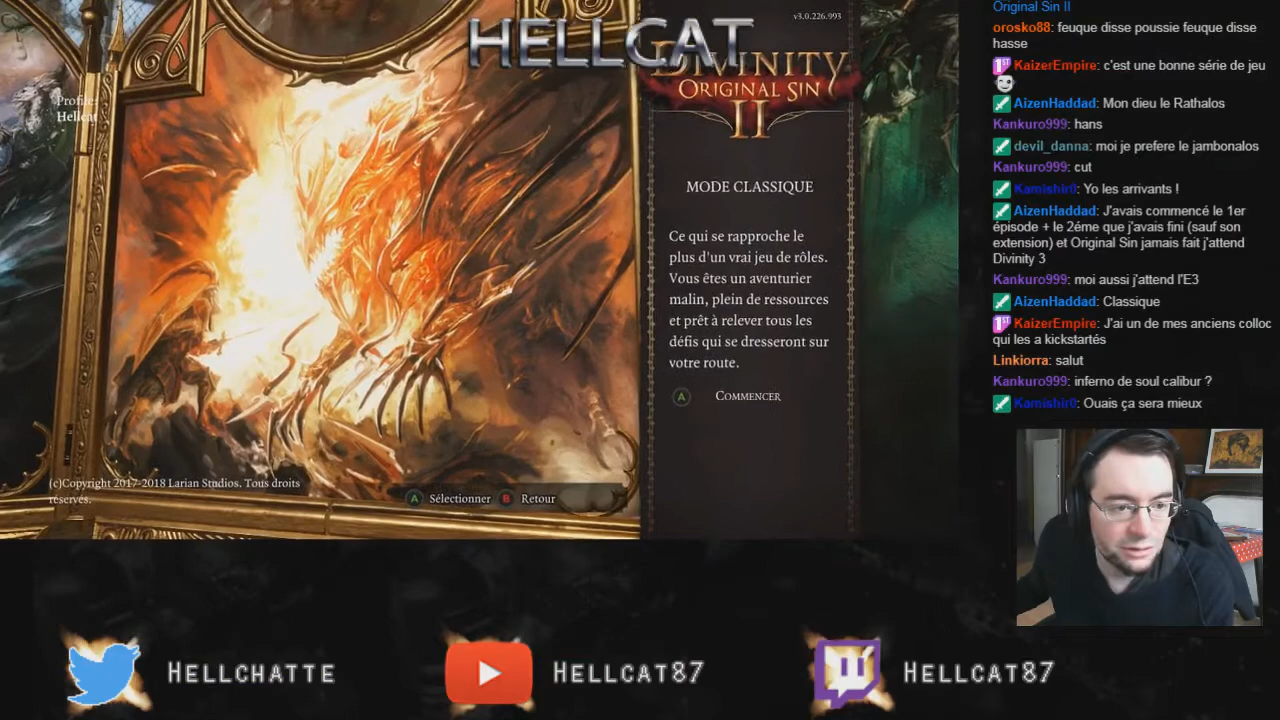 HELLCAT
v3.0.226.993
DIVINITY
ORIGINAL SIN
II
Profile:
Hellcat
MODE CLASSIQUE
Ce qui se rapproche le
plus d'un vrai jeu de rôles.
Vous êtes un aventurier
malin, plein de ressources
et prêt à relever tous les
défis qui se dresseront sur
votre route.
A Commencer
(c)Copyright 2017-2018 Larian Studios. Tous droits
réservés.
A Sélectionner B Retour
Original Sin II
orosko88: feuque disse poussie feuque disse
hasse
1ST KaizerEmpire: c'est une bonne série de jeu
AizenHaddad: Mon dieu le Rathalos
Kankuro999: hans
devil_danna: moi je prefere le jambonalos
Kankuro999: cut
Kamishir0: Yo les arrivants !
AizenHaddad: J'avais commencé le 1er
épisode + le 2éme que j'avais fini (sauf son
extension) et Original Sin jamais fait j'attend
Divinity 3
Kankuro999: moi aussi j'attend l'E3
AizenHaddad: Classique
1ST KaizerEmpire: J'ai un de mes anciens colloc
qui les a kickstartés
Linkiorra: salut
Kankuro999: inferno de soul calibur ?
Kamishir0: Ouais ça sera mieux
HELLCHATTE
HELLCAT87
HELLCAT87